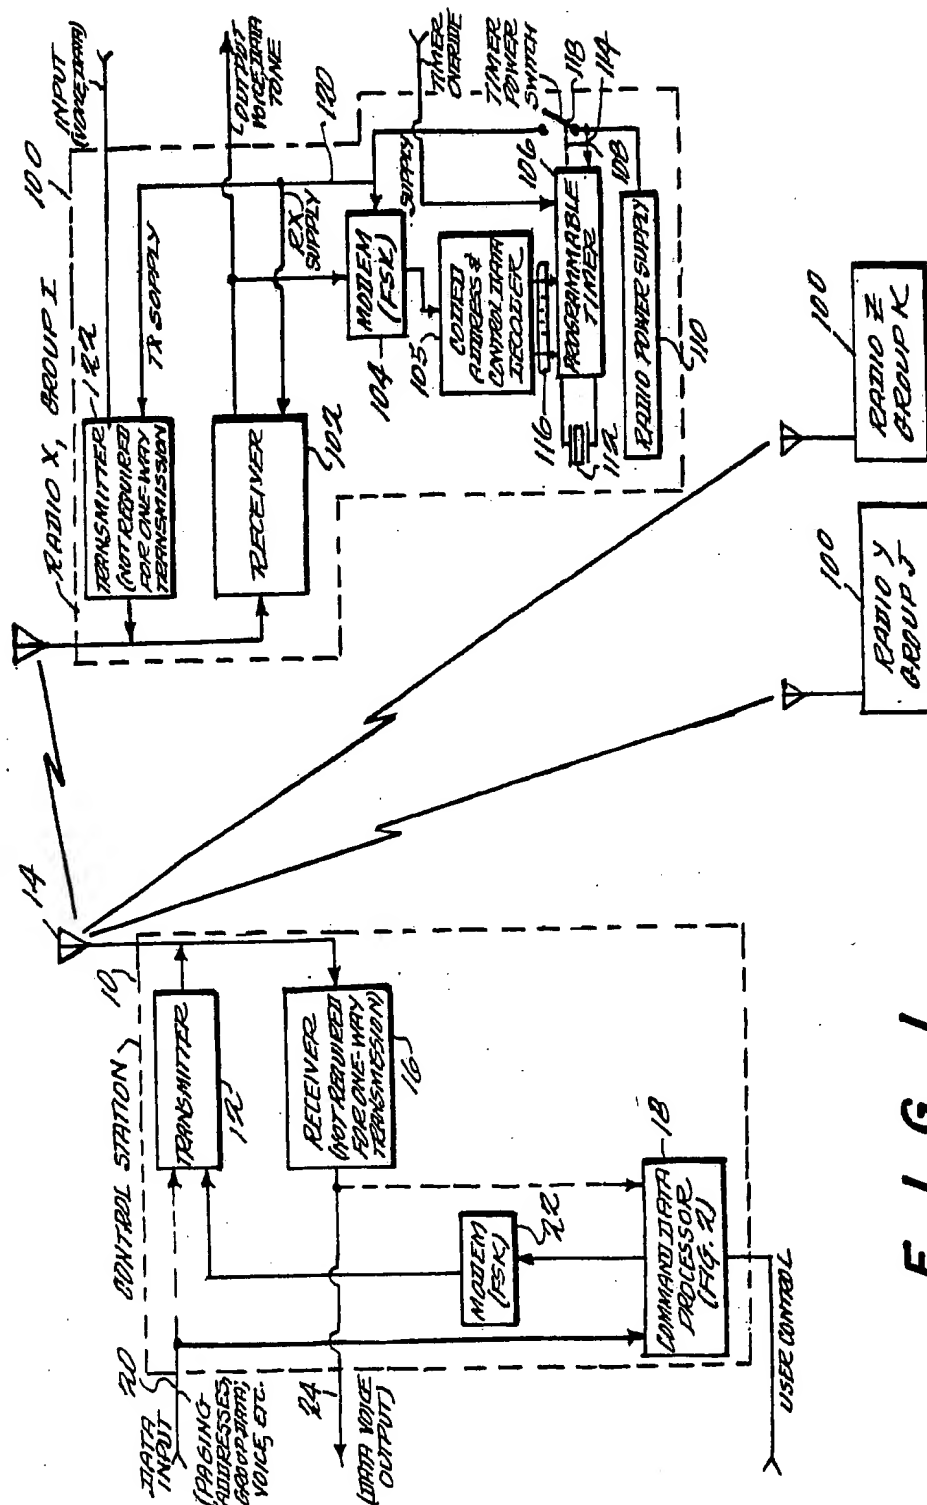 DATA
INPUT
20
(PAGING
ADDRESSES,
GROUP DATA,
VOICE, ETC.
24
(DATA VOICE
OUTPUT)
USER CONTROL
CONTROL STATION
10
14
TRANSMITTER
12
RECEIVER
(NOT REQUIRED
FOR ONE-WAY
TRANSMISSION)
16
MODEM
(FSK)
22
COMMAND DATA
PROCESSOR
(FIG. 2)
18
RADIO X, GROUP I
100
122
TRANSMITTER
(NOT REQUIRED
FOR ONE-WAY
TRANSMISSION
TX SUPPLY
INPUT
(VOICE, DATA)
OUTPUT
VOICE, DATA
TONE
RECEIVER
102
RX
SUPPLY
120
MODEM
(FSK)
104
SUPPLY
TIMER
OVERRIDE
105
CODED
ADDRESS &
CONTROL DATA
DECODER
116
106
PROGRAMMABLE
TIMER
112
TIMER
POWER
SWITCH
118
114
108
RADIO POWER SUPPLY
110
RADIO Y
GROUP J
100
RADIO Z
GROUP K
100
FIG. 1